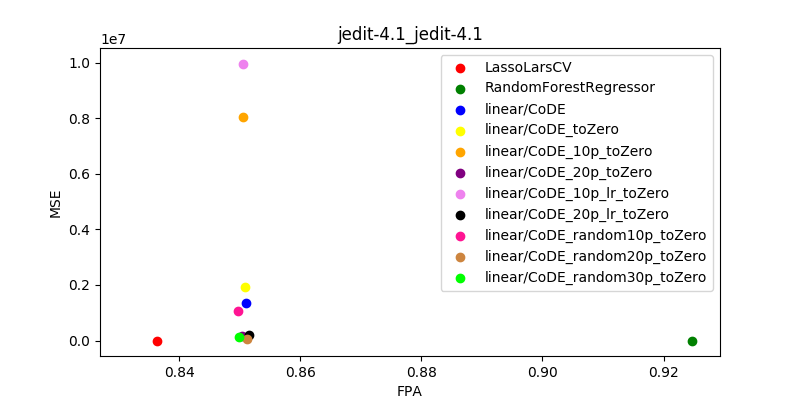 jedit-4.1_jedit-4.1
1e7
1.0
0.8
0.6
0.4
0.2
0.0
MSE
0.84
0.86
0.88
0.90
0.92
FPA
LassoLarsCV
RandomForestRegressor
linear/CoDE
linear/CoDE_toZero
linear/CoDE_10p_toZero
linear/CoDE_20p_toZero
linear/CoDE_10p_lr_toZero
linear/CoDE_20p_lr_toZero
linear/CoDE_random10p_toZero
linear/CoDE_random20p_toZero
linear/CoDE_random30p_toZero